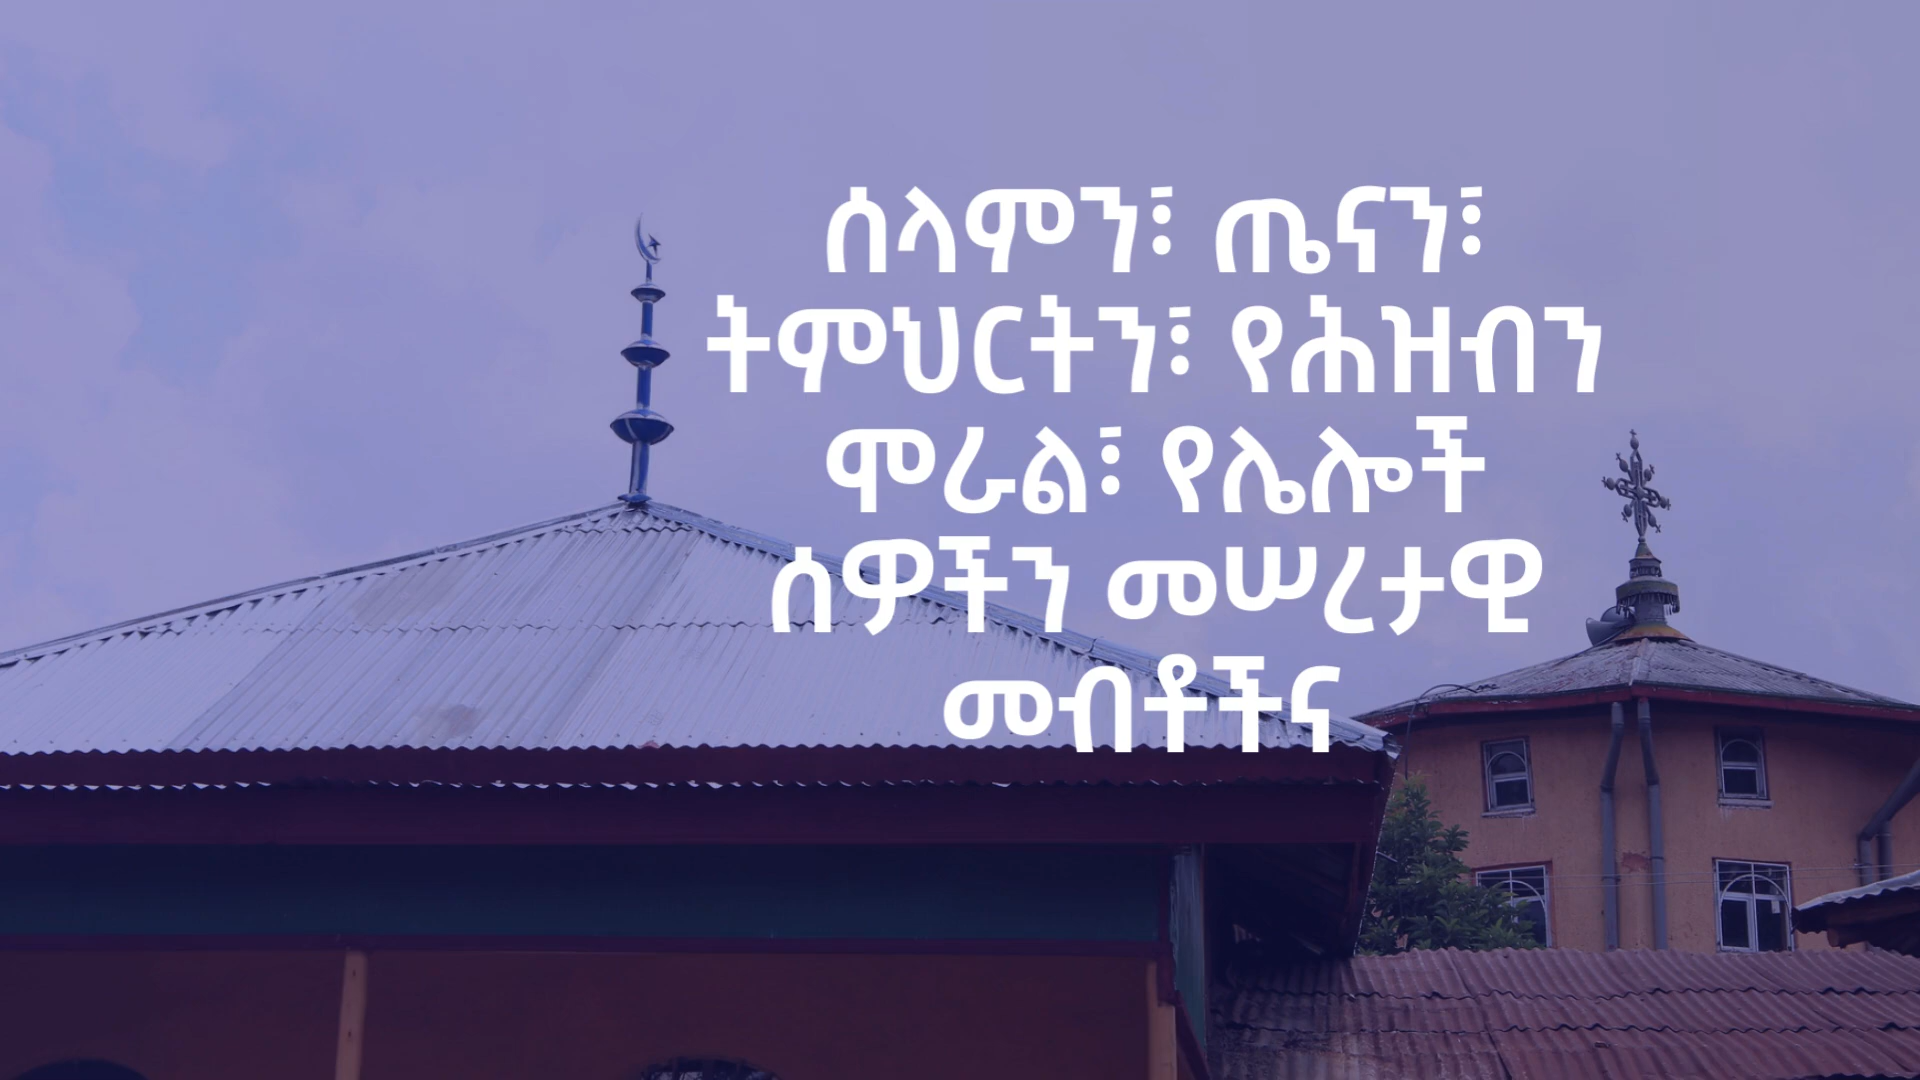 ሰላምን፤ ጤናን፤
ትምህርትን፤ የሕዝብን
ሞራል፤ የሌሎች
ሰዎችን መሠረታዊ
መብቶችና